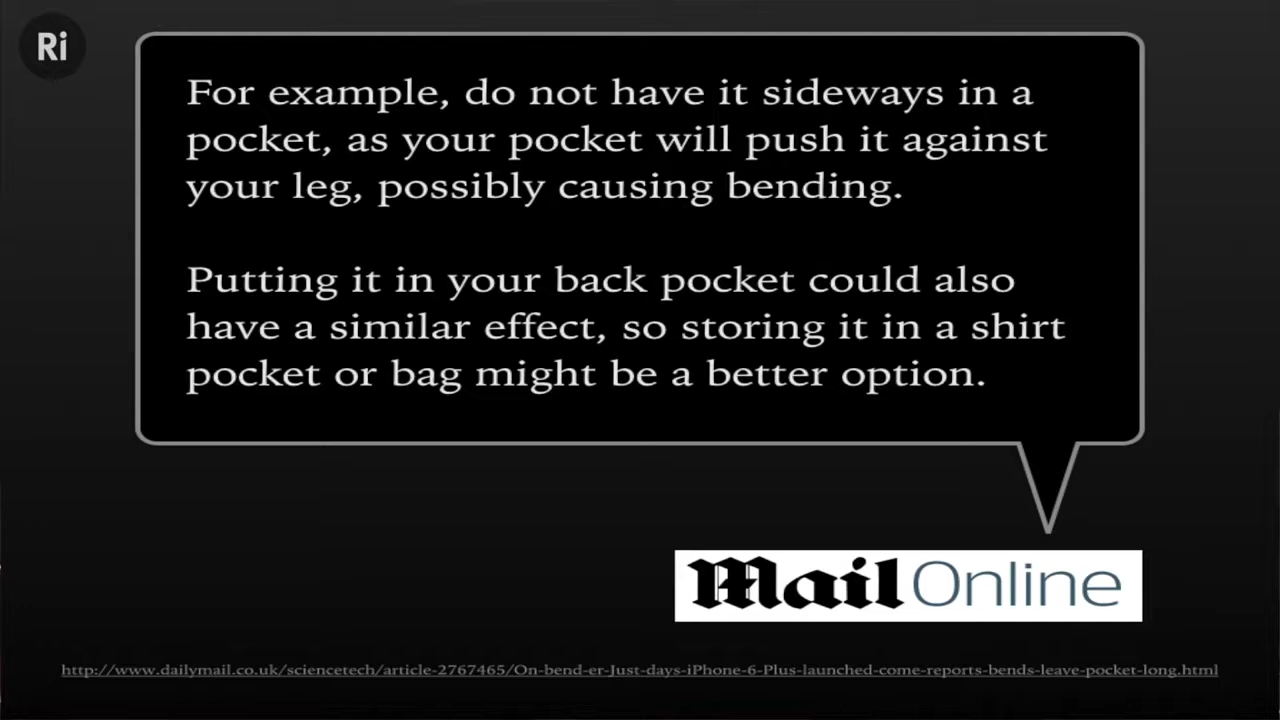 Ri
For example, do not have it sideways in a
pocket, as your pocket will push it against
your leg, possibly causing bending.
Putting it in your back pocket could also
have a similar effect, so storing it in a shirt
pocket or bag might be a better option.
Mail Online
http://www.dailymail.co.uk/sciencetech/article-2767465/On-bend-er-Just-days-iPhone-6-Plus-launched-come-reports-bends-leave-pocket-long.html